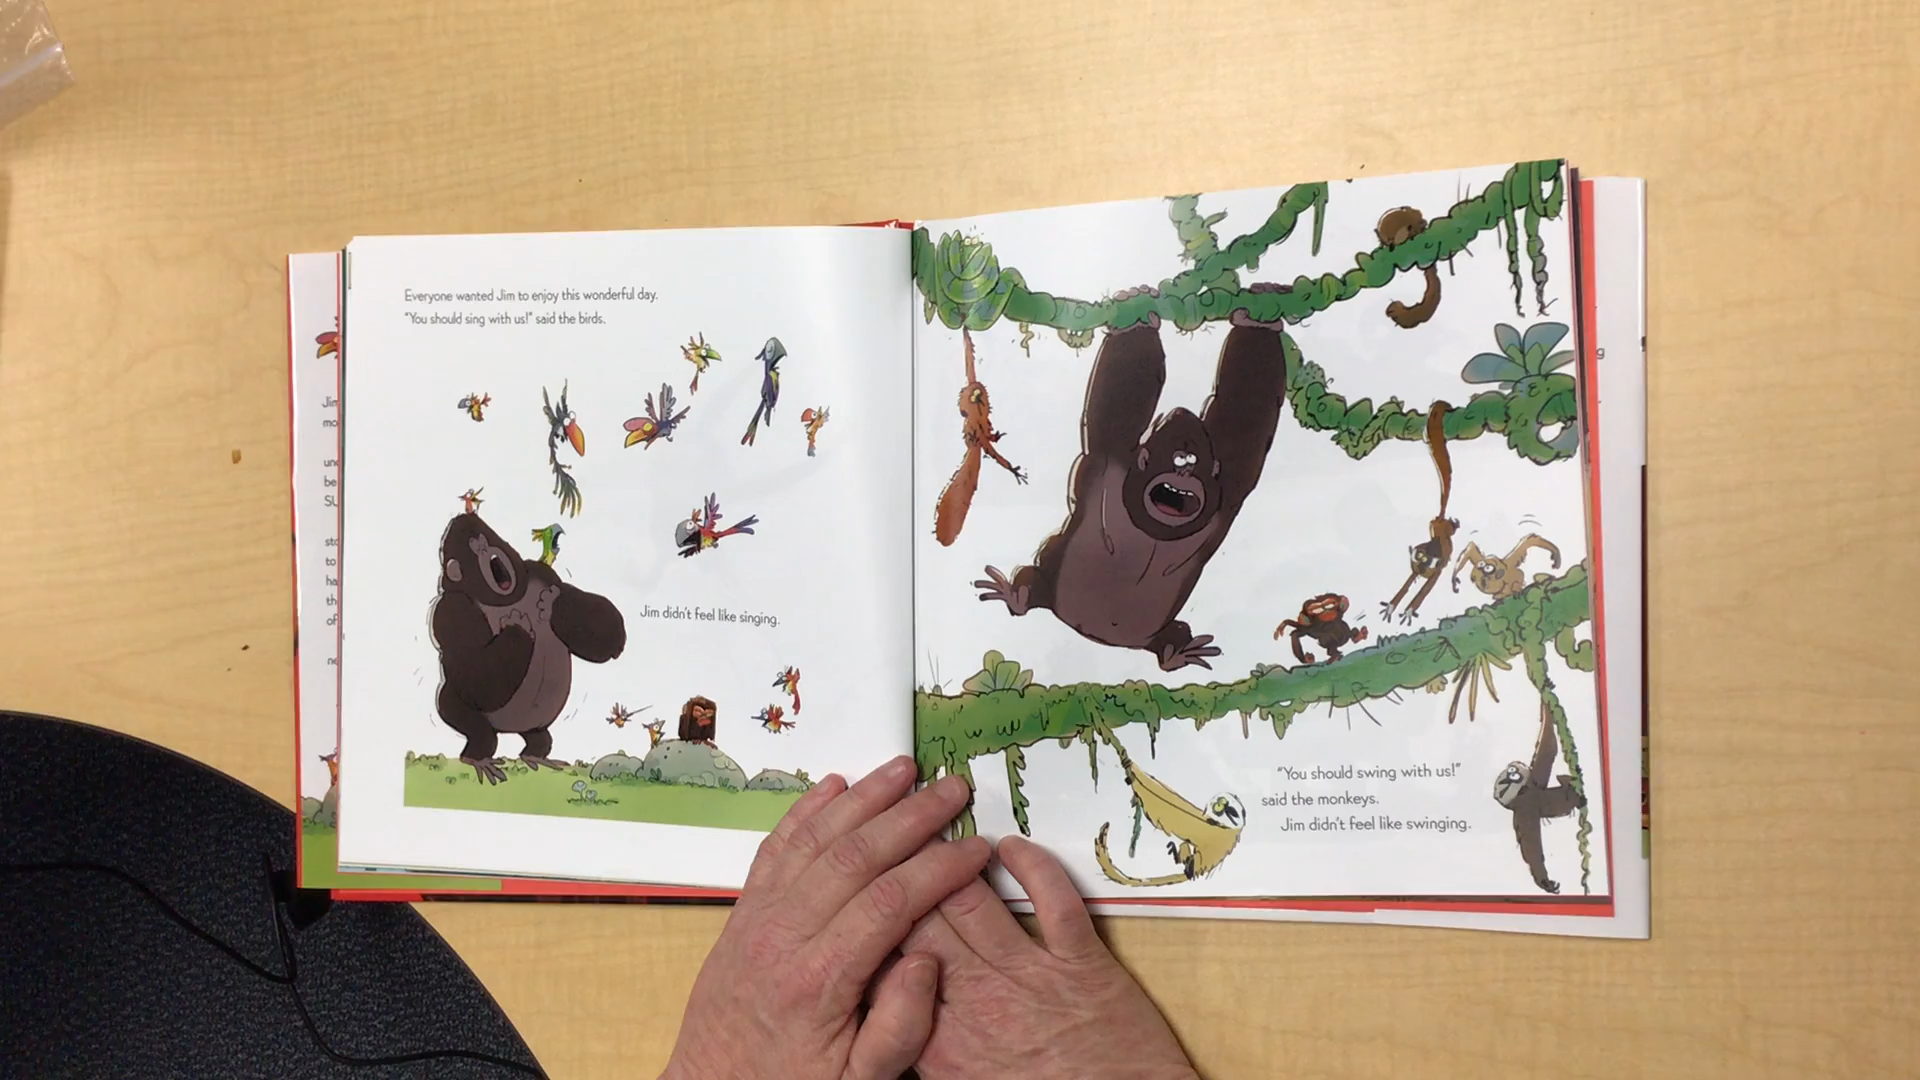 Everyone wanted Jim to enjoy this wonderful day.
"You should sing with us!" said the birds.
Jim didn't feel like singing.
"You should swing with us!"
said the monkeys.
Jim didn't feel like swinging.